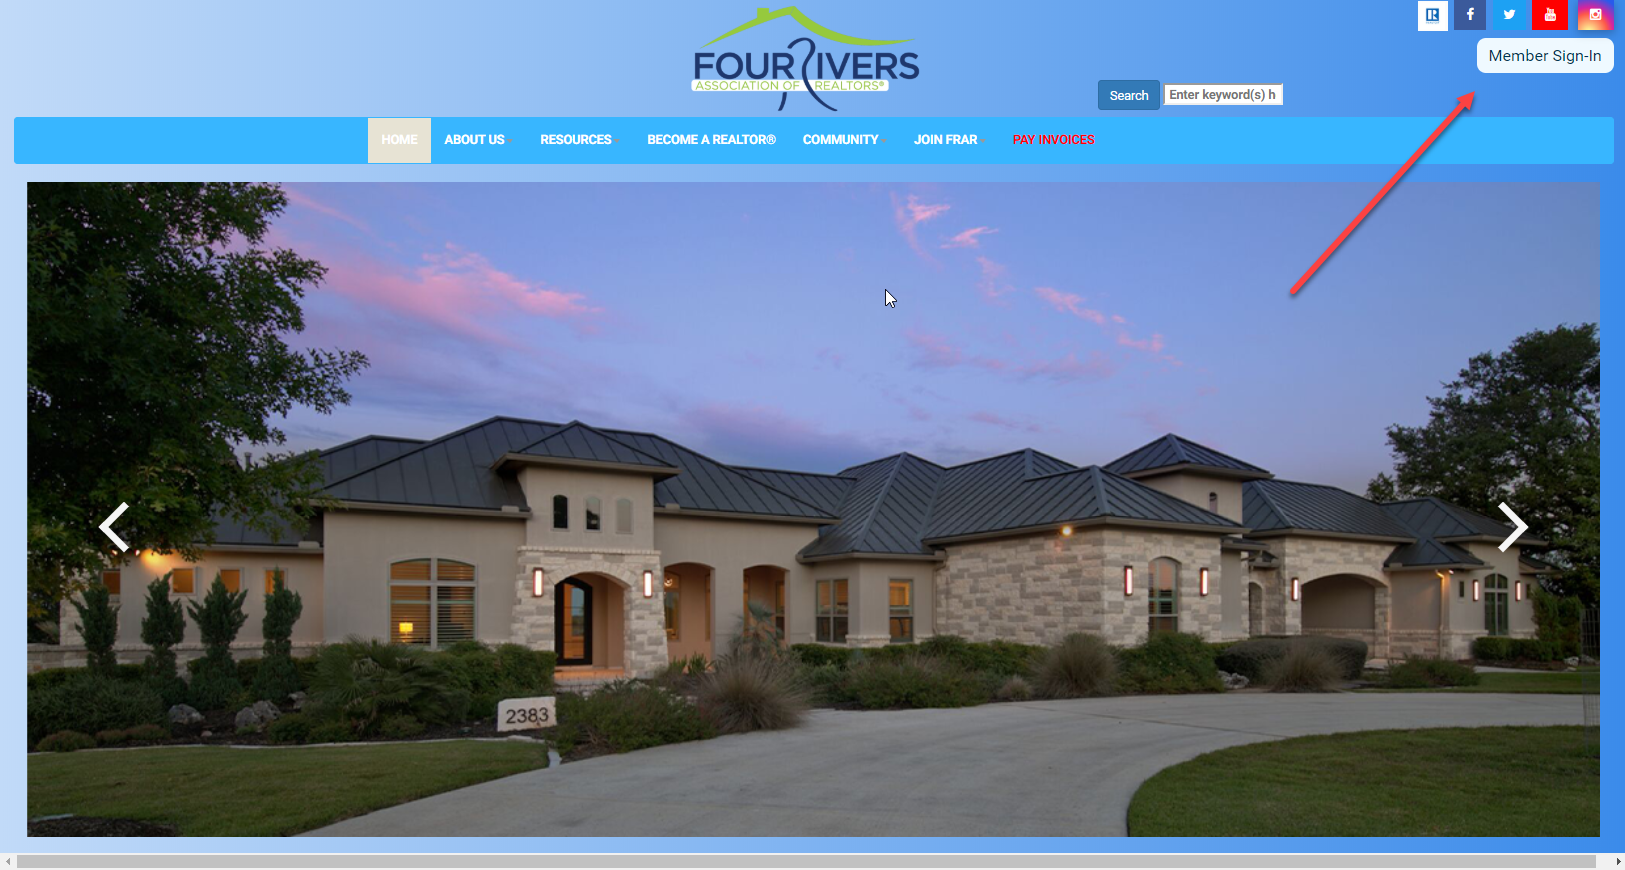 FOUR RIVERS
ASSOCIATION OF REALTORS®
Member Sign-In
Search
Enter keyword(s) h
HOME
ABOUT US
RESOURCES
BECOME A REALTOR®
COMMUNITY
JOIN FRAR
PAY INVOICES
2383